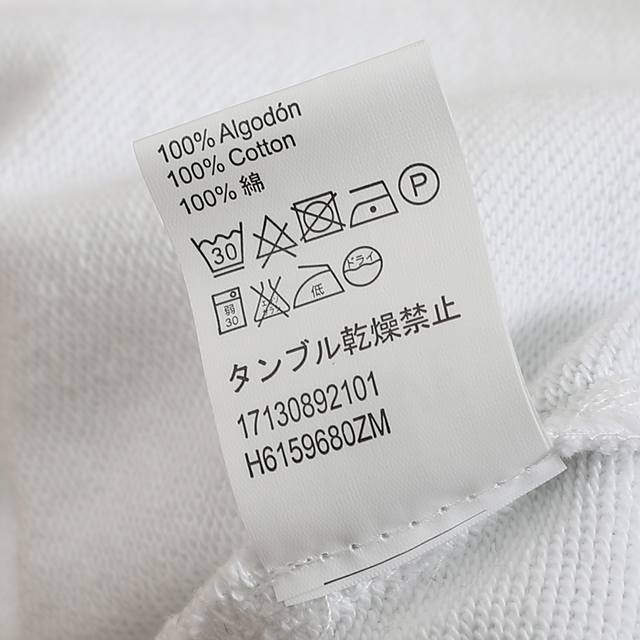 100% Algodón
100% Cotton
100% 綿
30 P
弱 30 低 ドライ
タンブル乾燥禁止
17130892101
H6159680ZM